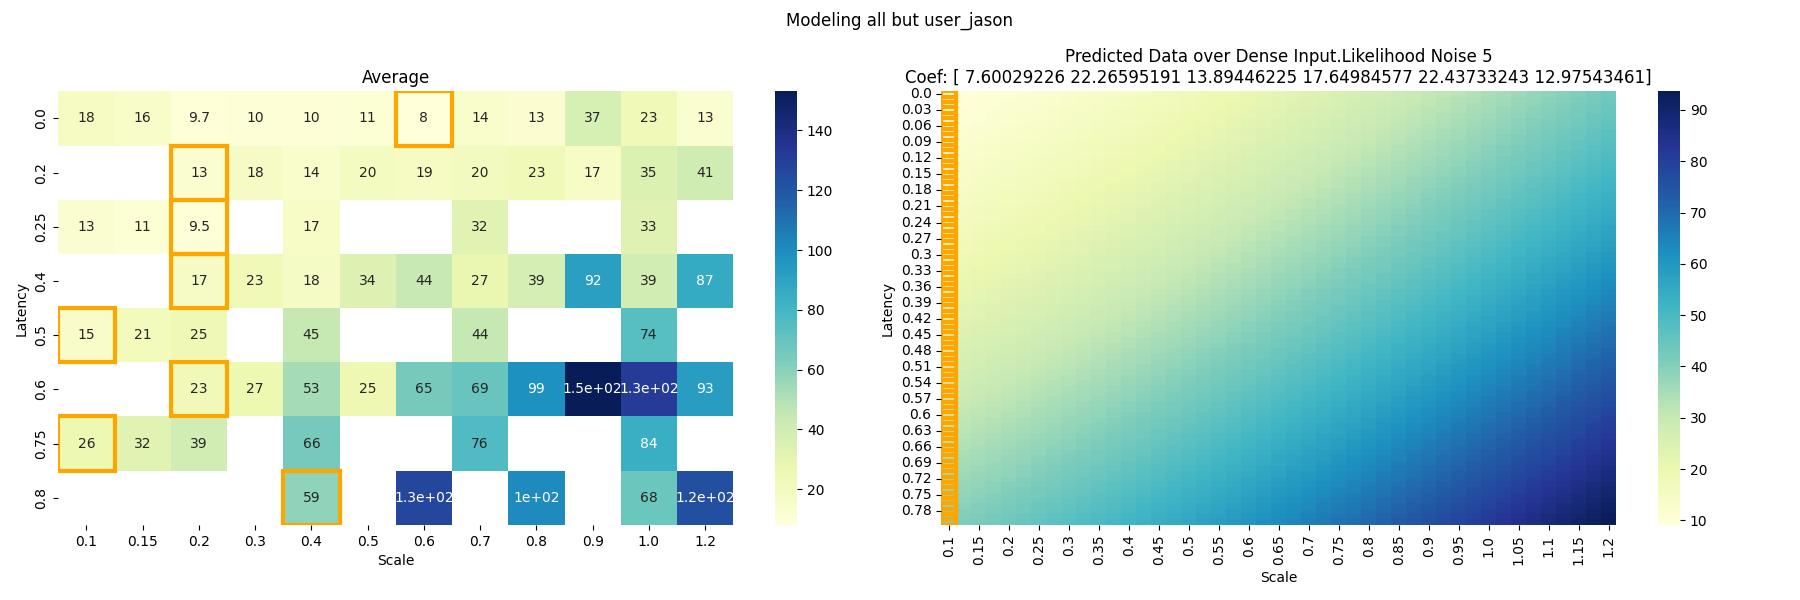 Modeling all but user_jason
Average
0.0 18 16 9.7 10 10 11 8 14 13 37 23 13
0.2 13 18 14 20 19 20 23 17 35 41
0.25 13 11 9.5 17 32 33
0.4 17 23 18 34 44 27 39 92 39 87
0.5 15 21 25 45 44 74
0.6 23 27 53 25 65 69 99 1.5e+02 1.3e+02 93
0.75 26 32 39 66 76 84
0.8 59 1.3e+02 1e+02 68 1.2e+02
0.1 0.15 0.2 0.3 0.4 0.5 0.6 0.7 0.8 0.9 1.0 1.2
Scale
Latency
140
120
100
80
60
40
20
Predicted Data over Dense Input.Likelihood Noise 5
Coef: [ 7.60029226 22.26595191 13.89446225 17.64984577 22.43733243 12.97543461]
0.0
0.03
0.06
0.09
0.12
0.15
0.18
0.21
0.24
0.27
0.3
0.33
0.36
0.39
0.42
0.45
0.48
0.51
0.54
0.57
0.6
0.63
0.66
0.69
0.72
0.75
0.78
Latency
0.1 0.15 0.2 0.25 0.3 0.35 0.4 0.45 0.5 0.55 0.6 0.65 0.7 0.75 0.8 0.85 0.9 0.95 1.0 1.05 1.1 1.15 1.2
Scale
90
80
70
60
50
40
30
20
10